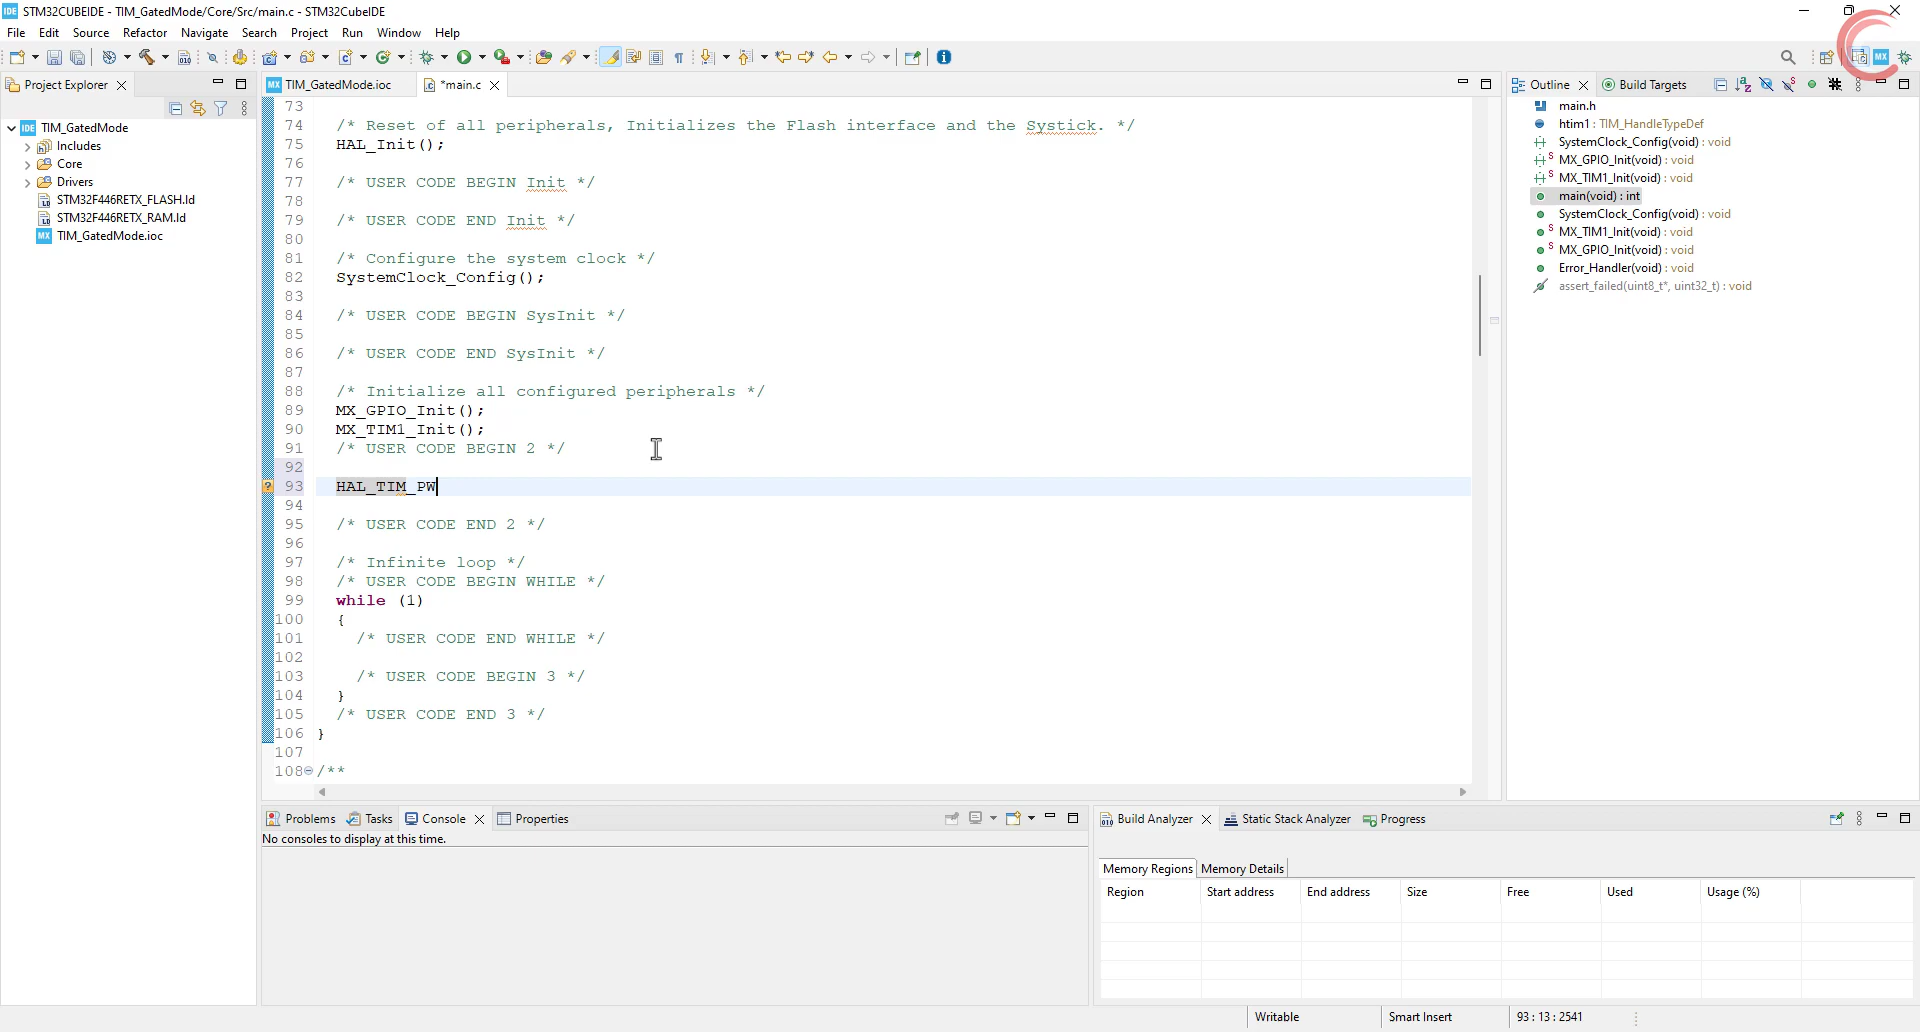 STM32CUBEIDE - TIM_GatedMode/Core/Src/main.c - STM32CubeIDE
File Edit Source Refactor Navigate Search Project Run Window Help
Project Explorer
TIM_GatedMode
Includes
Core
Drivers
STM32F446RETX_FLASH.ld
STM32F446RETX_RAM.ld
TIM_GatedMode.ioc
TIM_GatedMode.ioc *main.c
73
74 /* Reset of all peripherals, Initializes the Flash interface and the Systick. */
75 HAL_Init();
76
77 /* USER CODE BEGIN Init */
78
79 /* USER CODE END Init */
80
81 /* Configure the system clock */
82 SystemClock_Config();
83
84 /* USER CODE BEGIN SysInit */
85
86 /* USER CODE END SysInit */
87
88 /* Initialize all configured peripherals */
89 MX_GPIO_Init();
90 MX_TIM1_Init();
91 /* USER CODE BEGIN 2 */
92
93 HAL_TIM_PW
94
95 /* USER CODE END 2 */
96
97 /* Infinite loop */
98 /* USER CODE BEGIN WHILE */
99 while (1)
100 {
101 /* USER CODE END WHILE */
102
103 /* USER CODE BEGIN 3 */
104 }
105 /* USER CODE END 3 */
106 }
107
108 /**
Outline Build Targets
main.h
htim1 : TIM_HandleTypeDef
SystemClock_Config(void) : void
MX_GPIO_Init(void) : void
MX_TIM1_Init(void) : void
main(void) : int
SystemClock_Config(void) : void
MX_TIM1_Init(void) : void
MX_GPIO_Init(void) : void
Error_Handler(void) : void
assert_failed(uint8_t*, uint32_t) : void
Problems Tasks Console Properties
No consoles to display at this time.
Build Analyzer Static Stack Analyzer Progress
Memory Regions Memory Details
Region Start address End address Size Free Used Usage (%)
Writable Smart Insert 93 : 13 : 2541